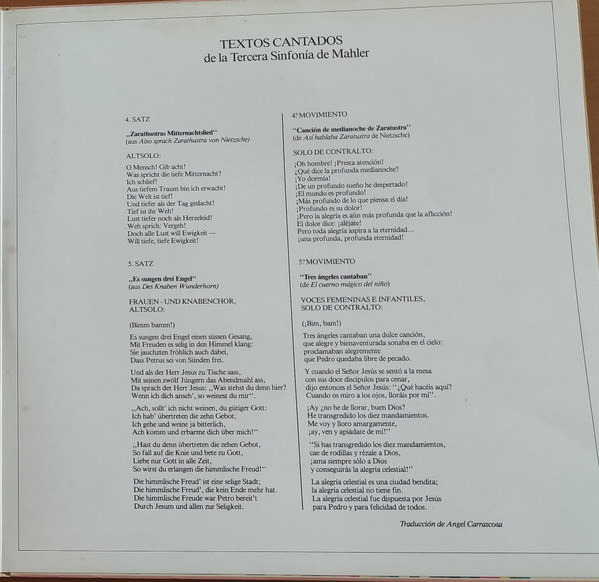 TEXTOS CANTADOS
de la Tercera Sinfonía de Mahler
4. SATZ
„Zarathustras Mitternachtslied”
(aus Also sprach Zarathustra von Nietzsche)
ALTSOLO:
O Mensch! Gib acht!
Was spricht die tiefe Mitternacht?
Ich schlief!
Aus tiefem Traum bin ich erwacht!
Die Welt ist tief!
Und tiefer als der Tag gedacht!
Tief ist ihr Weh!
Lust tiefer noch als Herzeleid!
Weh sprich: Vergeh!
Doch alle Lust will Ewigkeit —
Will tiefe, tiefe Ewigkeit!
5. SATZ
„Es sungen drei Engel”
(aus Des Knaben Wunderhorn)
FRAUEN - UND KNABENCHOR,
ALTSOLO:
(Bimm bamm!)
Es sungen drei Engel einen süssen Gesang,
Mit Freuden es selig in den Himmel klang:
Sie jauchzten fröhlich auch dabei,
Dass Petrus sei von Sünden frei.
Und als der Herr Jesus zu Tische sass,
Mit seinen zwölf Jüngern das Abendmahl ass,
Da sprach der Herr Jesus: „Was stehst du denn hier?
Wenn ich dich anseh', so weinest du mir“.
„Ach, sollt' ich nicht weinen, du gütiger Gott:
Ich hab' übertreten die zehn Gebot;
Ich gehe und weine ja bitterlich,
Ach komm und erbarme dich über mich!“
„Hast du denn übertreten die zehen Gebot,
So fall auf die Knie und bete zu Gott,
Liebe nur Gott in alle Zeit,
So wirst du erlangen die himmlische Freud!“
Die himmlische Freud' ist eine selige Stadt;
Die himmlische Freud', die kein Ende mehr hat.
Die himmlische Freude war Petro bereit't
Durch Jesum und allen zur Seligkeit.
4º MOVIMIENTO
“Canción de medianoche de Zaratustra”
(de Así hablaba Zaratustra de Nietzsche)
SOLO DE CONTRALTO:
¡Oh hombre! ¡Presta atención!
¿Qué dice la profunda medianoche?
¡Yo dormía!
¡De un profundo sueño he despertado!
¡El mundo es profundo!
¡Más profundo de lo que piensa el día!
¡Profundo es su dolor!
¡Pero la alegría es aún más profunda que la aflicción!
El dolor dice: ¡aléjate!
Pero toda alegría aspira a la eternidad...
¡una profunda, profunda eternidad!
5º MOVIMIENTO
“Tres ángeles cantaban”
(de El cuerno mágico del niño)
VOCES FEMENINAS E INFANTILES,
SOLO DE CONTRALTO:
(¡Bim, bam!)
Tres ángeles cantaban una dulce canción,
que alegre y bienaventurada sonaba en el cielo:
proclamaban alegremente
que Pedro quedaba libre de pecado.
Y cuando el Señor Jesús se sentó a la mesa
con sus doce discípulos para cenar,
dijo entonces el Señor Jesús: “¿Qué hacéis aquí?
Cuando os miro a los ojos, lloráis por mí”.
¡Ay ¿no he de llorar, buen Dios?
He transgredido los diez mandamientos.
Me voy y lloro amargamente,
¡ay, ven y apiádate de mí!”
“Si has transgredido los diez mandamientos,
cae de rodillas y rézale a Dios,
¡ama siempre sólo a Dios
y conseguirás la alegría celestial!”
La alegría celestial es una ciudad bendita;
la alegría celestial no tiene fin.
La alegría celestial fue dispuesta por Jesús
para Pedro y para felicidad de todos.
Traducción de Angel Carrascosa